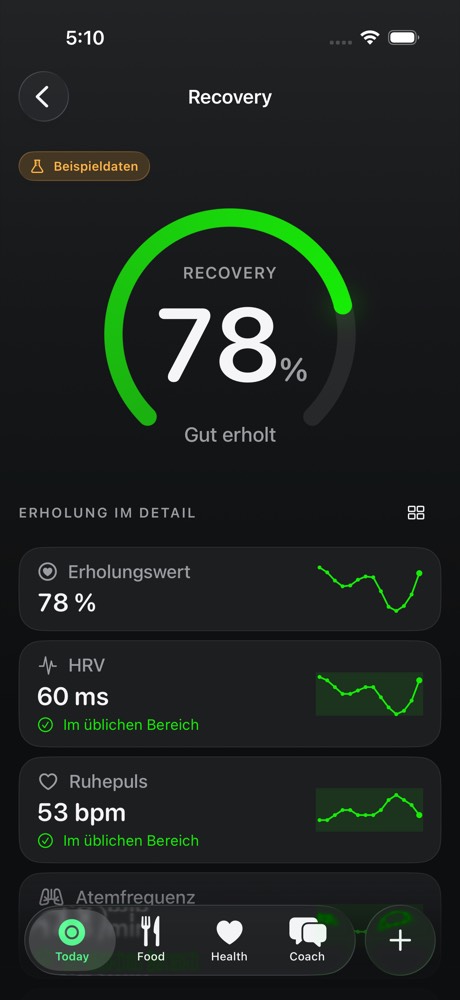 5:10
Recovery
Beispieldaten
RECOVERY
78%
Gut erholt
ERHOLUNG IM DETAIL
Erholungswert
78 %
HRV
60 ms
Im üblichen Bereich
Ruhepuls
53 bpm
Im üblichen Bereich
Atemfrequenz
Today
Food
Health
Coach